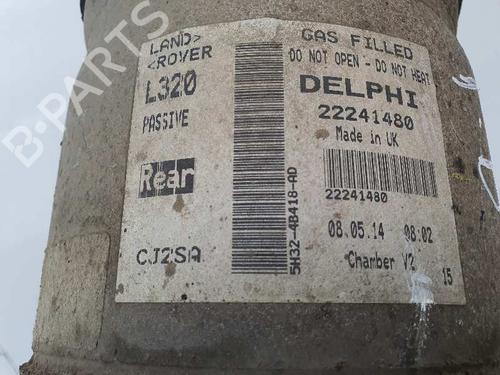 LAND>
<ROVER
L320
PASSIVE
Rear
CJ2SA
5H32-4B418-AD
GAS FILLED
DO NOT OPEN - DO NOT HEAT
DELPHI
22241480
Made in UK
22241480
08.05.14 08:02
Chamber V2
15
B-PARTS